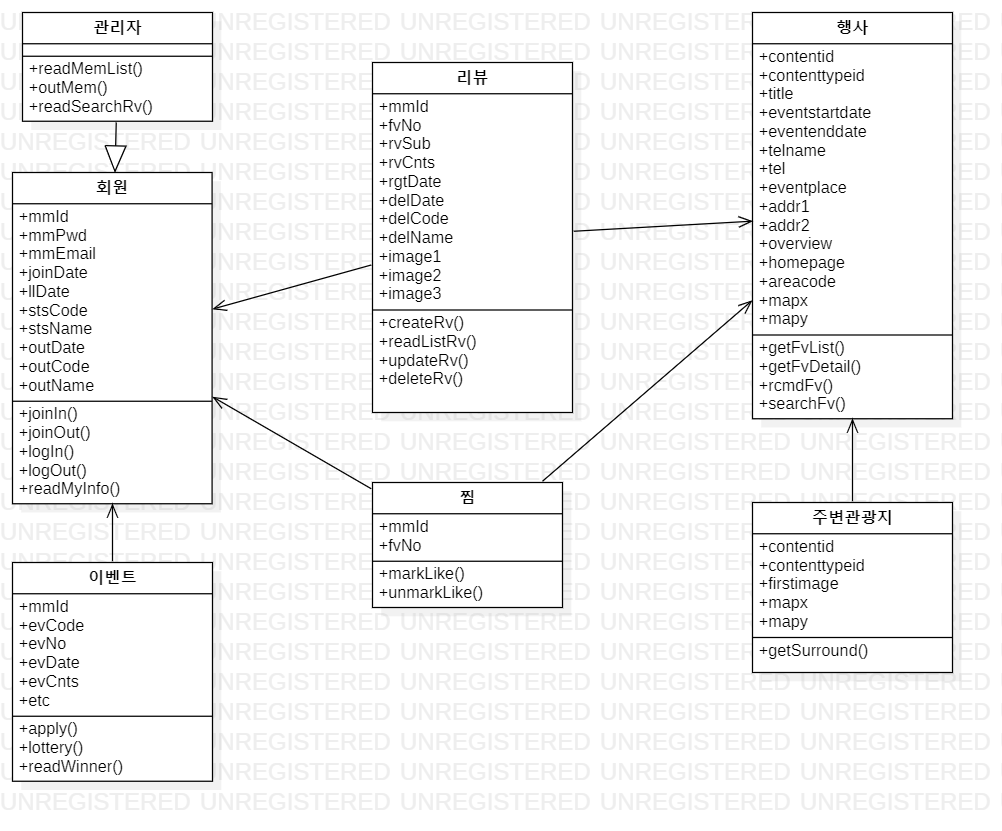 관리자
+readMemList()
+outMem()
+readSearchRv()
회원
+mmId
+mmPwd
+mmEmail
+joinDate
+llDate
+stsCode
+stsName
+outDate
+outCode
+outName
+joinIn()
+joinOut()
+logIn()
+logOut()
+readMyInfo()
이벤트
+mmId
+evCode
+evNo
+evDate
+evCnts
+etc
+apply()
+lottery()
+readWinner()
리뷰
+mmId
+fvNo
+rvSub
+rvCnts
+rgtDate
+delDate
+delCode
+delName
+image1
+image2
+image3
+createRv()
+readListRv()
+updateRv()
+deleteRv()
찜
+mmId
+fvNo
+markLike()
+unmarkLike()
행사
+contentid
+contenttypeid
+title
+eventstartdate
+eventenddate
+telname
+tel
+eventplace
+addr1
+addr2
+overview
+homepage
+areacode
+mapx
+mapy
+getFvList()
+getFvDetail()
+rcmdFv()
+searchFv()
주변관광지
+contentid
+contenttypeid
+firstimage
+mapx
+mapy
+getSurround()
UNREGISTERED UNREGISTERED UNREGISTERED UNREGISTERED UNREGISTERED